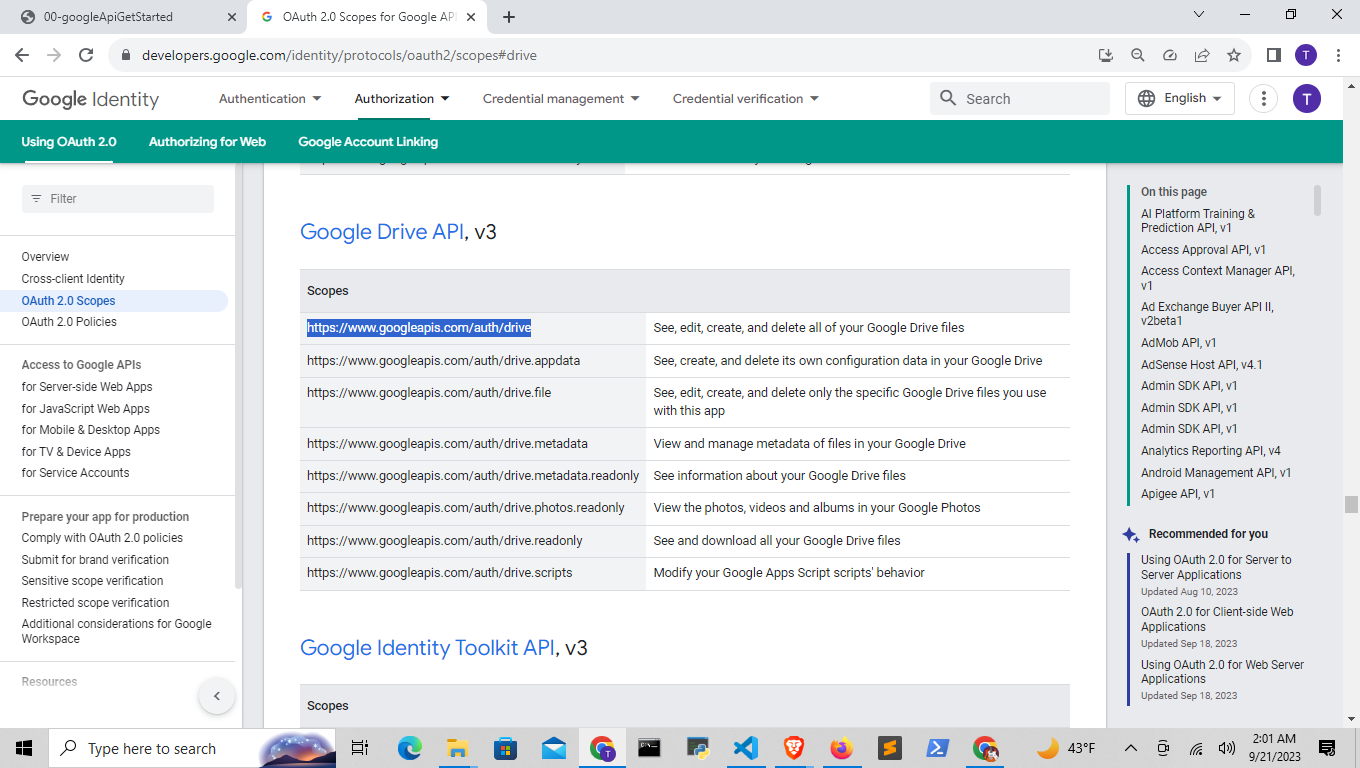 00-googleApiGetStarted
OAuth 2.0 Scopes for Google API
developers.google.com/identity/protocols/oauth2/scopes#drive
T
Google Identity
Authentication
Authorization
Credential management
Credential verification
Search
English
T
Using OAuth 2.0
Authorizing for Web
Google Account Linking
Filter
Overview
Cross-client Identity
OAuth 2.0 Scopes
OAuth 2.0 Policies
Access to Google APIs
for Server-side Web Apps
for JavaScript Web Apps
for Mobile & Desktop Apps
for TV & Device Apps
for Service Accounts
Prepare your app for production
Comply with OAuth 2.0 policies
Submit for brand verification
Sensitive scope verification
Restricted scope verification
Additional considerations for Google
Workspace
Resources
Google Drive API, v3
Scopes
https://www.googleapis.com/auth/drive See, edit, create, and delete all of your Google Drive files
https://www.googleapis.com/auth/drive.appdata See, create, and delete its own configuration data in your Google Drive
https://www.googleapis.com/auth/drive.file See, edit, create, and delete only the specific Google Drive files you use
with this app
https://www.googleapis.com/auth/drive.metadata View and manage metadata of files in your Google Drive
https://www.googleapis.com/auth/drive.metadata.readonly See information about your Google Drive files
https://www.googleapis.com/auth/drive.photos.readonly View the photos, videos and albums in your Google Photos
https://www.googleapis.com/auth/drive.readonly See and download all your Google Drive files
https://www.googleapis.com/auth/drive.scripts Modify your Google Apps Script scripts' behavior
Google Identity Toolkit API, v3
Scopes
On this page
AI Platform Training &
Prediction API, v1
Access Approval API, v1
Access Context Manager API,
v1
Ad Exchange Buyer API II,
v2beta1
AdMob API, v1
AdSense Host API, v4.1
Admin SDK API, v1
Admin SDK API, v1
Admin SDK API, v1
Analytics Reporting API, v4
Android Management API, v1
Apigee API, v1
Recommended for you
Using OAuth 2.0 for Server to
Server Applications
Updated Aug 10, 2023
OAuth 2.0 for Client-side Web
Applications
Updated Sep 18, 2023
Using OAuth 2.0 for Web Server
Applications
Updated Sep 18, 2023
Type here to search
T
43°F
2:01 AM
9/21/2023